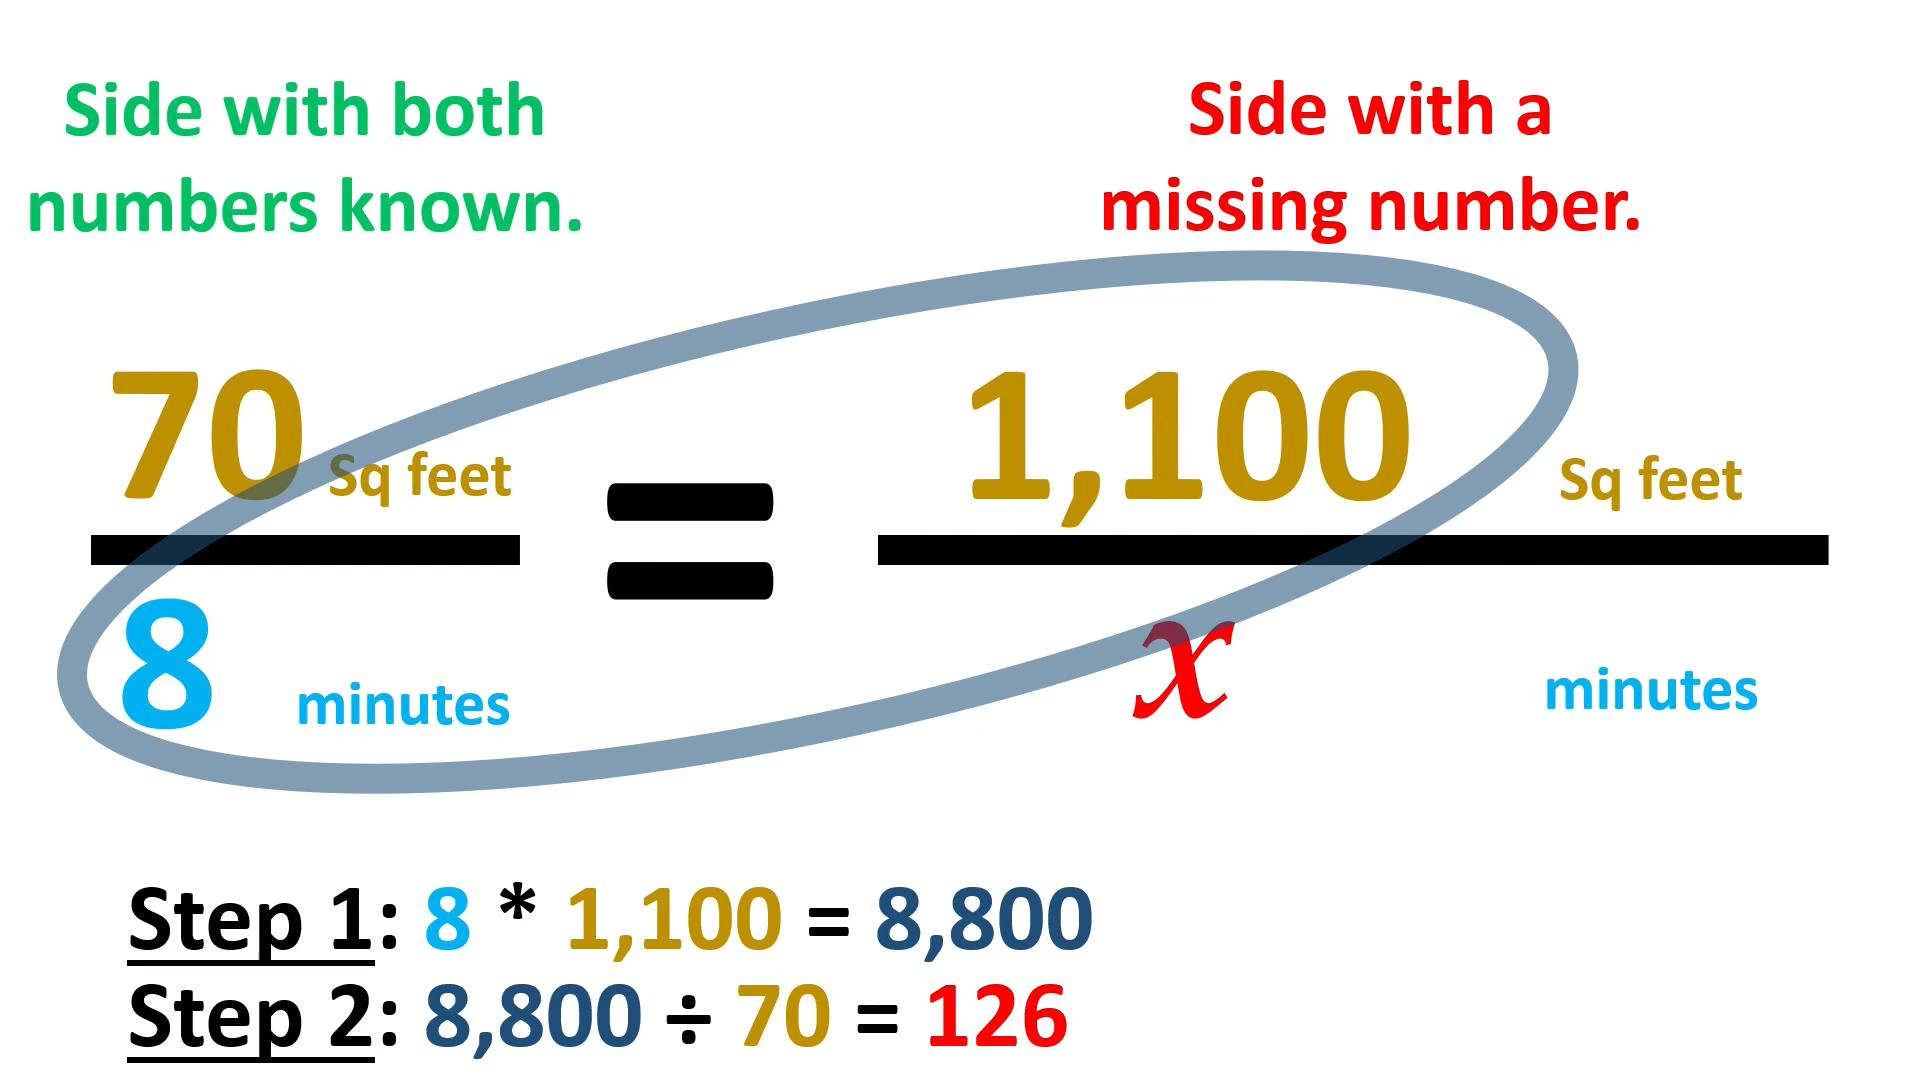 Side with both
numbers known.
Side with a
missing number.
70 Sq feet = 1,100 Sq feet
8 minutes x minutes
Step 1: 8 * 1,100 = 8,800
Step 2: 8,800 ÷ 70 = 126